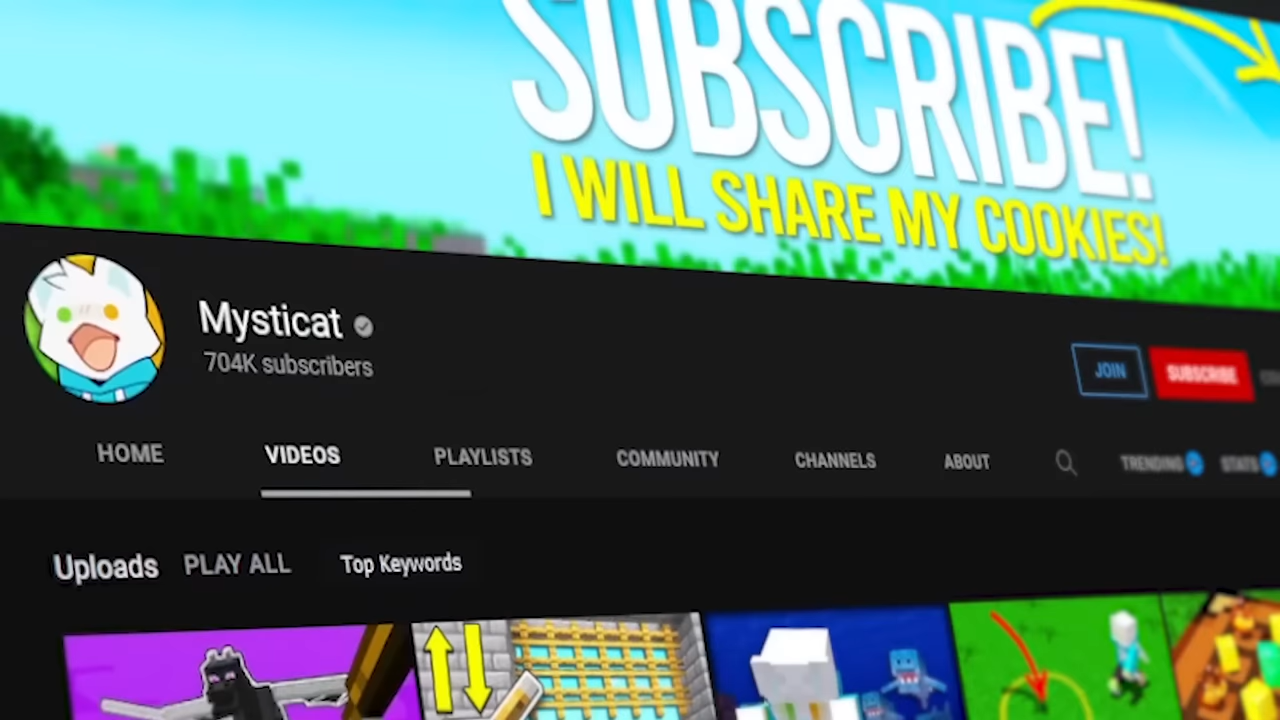 SUBSCRIBE!
I WILL SHARE MY COOKIES!
Mysticat
704K subscribers
JOIN SUBSCRIBE
HOME VIDEOS PLAYLISTS COMMUNITY CHANNELS ABOUT TRENDING STATS
Uploads PLAY ALL Top Keywords